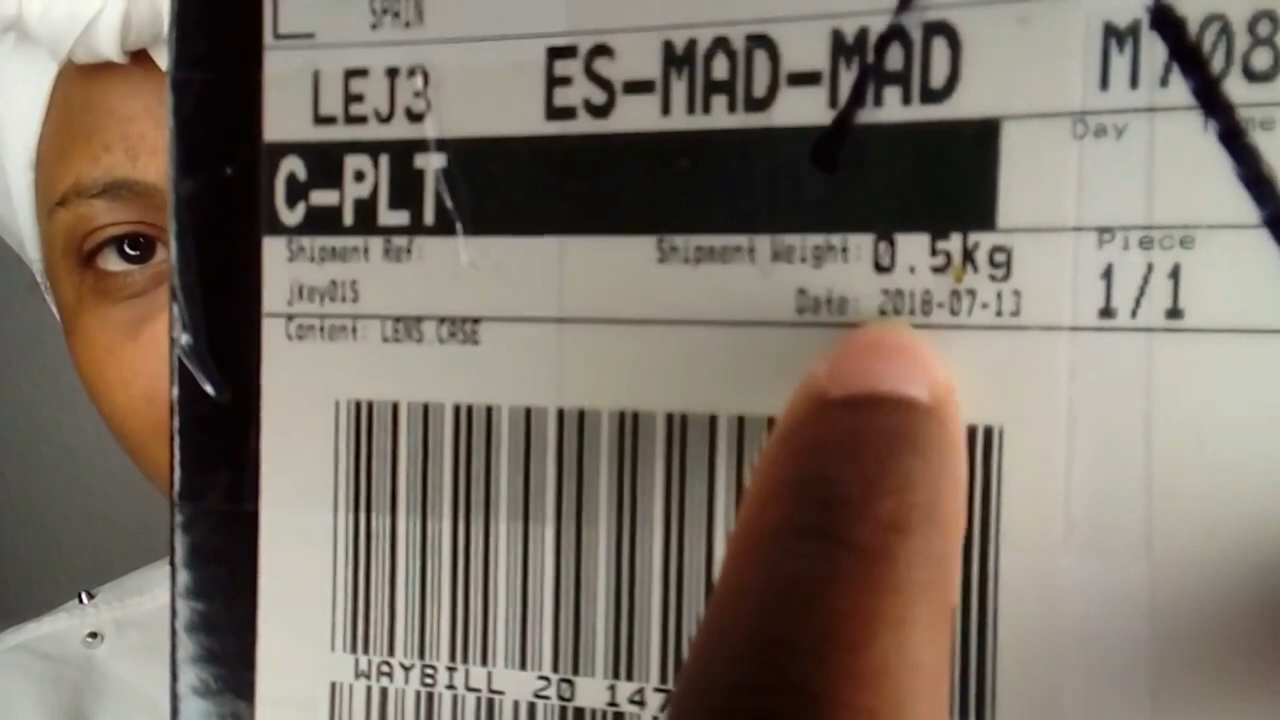 SPAIN
LEJ3 ES-MAD-MAD
C-PLT
Day
Shipment Ref: Shipment Weight: 0.5kg Piece
jkey015 Date: 2018-07-13 1/1
Content: LENS CASE
WAYBILL 20 147